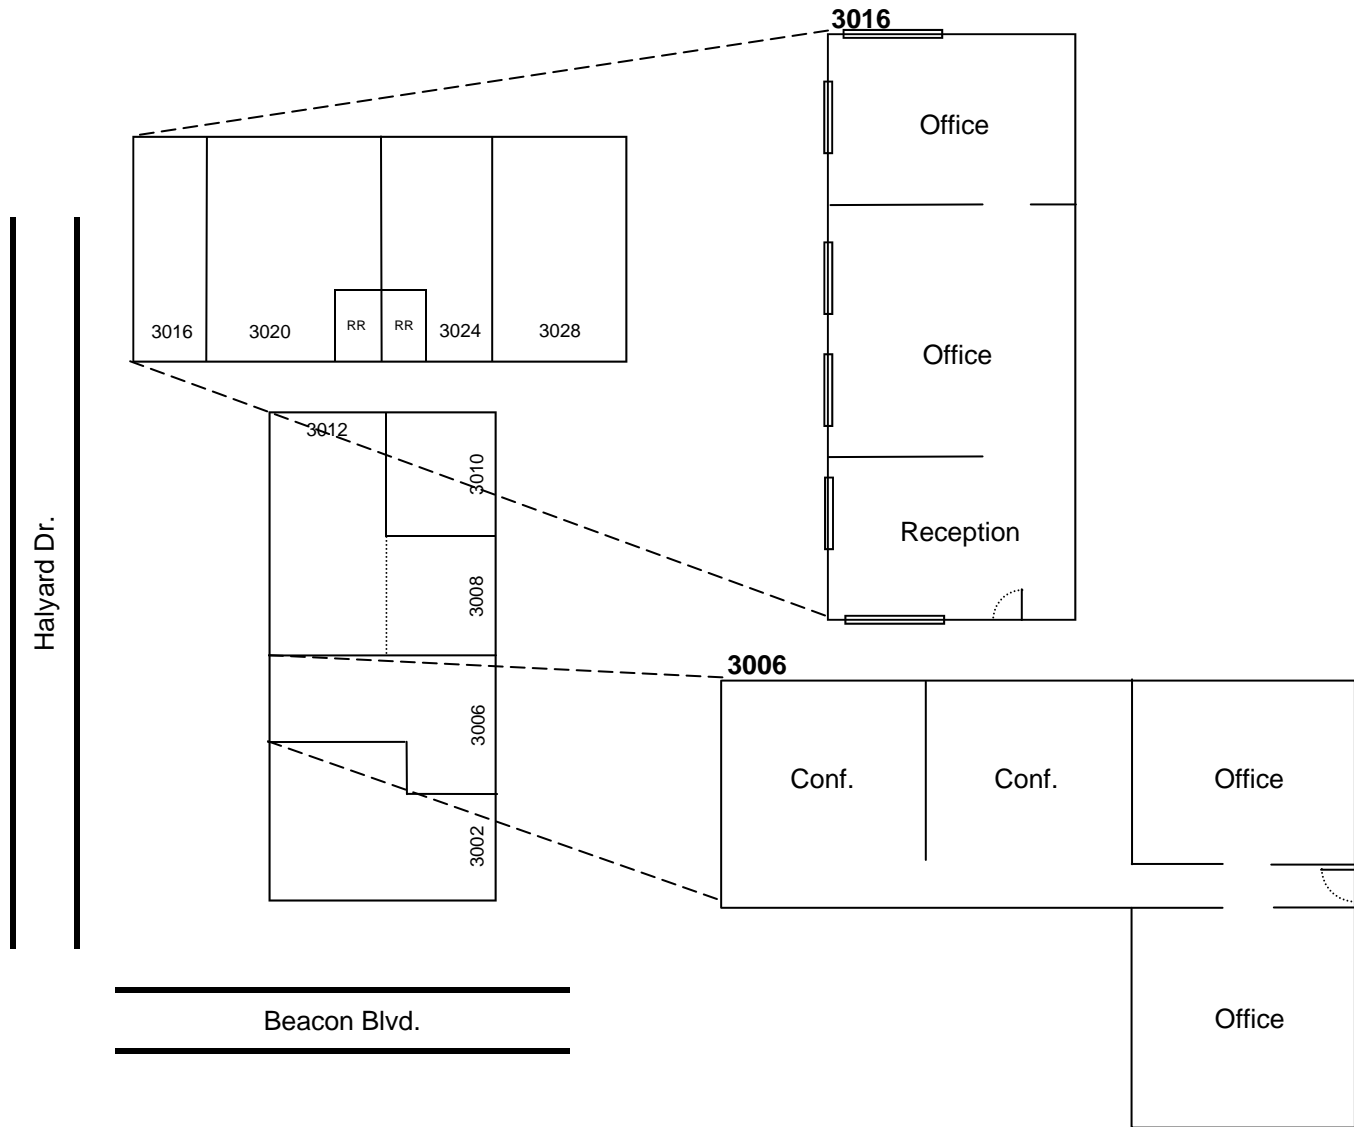 3016
Office
3016
3020
RR
RR
3024
3028
Office
3012
3010
Reception
Halyard Dr.
3008
3006
3006
Conf.
Conf.
Office
3002
Beacon Blvd.
Office